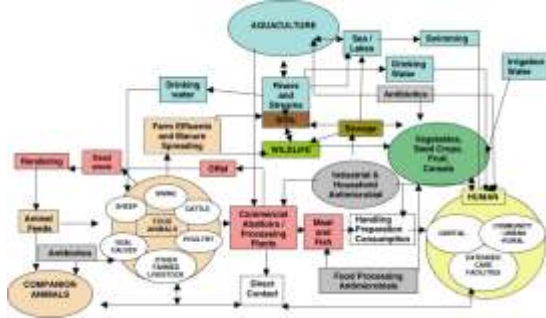 AQUACULTURE
Sea /
Lakes
Swimming
Drinking
Water
Irrigation
Water
Drinking
water
Rivers
and
Streams
Antibiotics
SOIL
Farm Effluent
and Manure
Spreading
Sewage
WILDLIFE
Vegetables,
Seed Crops,
Fruit,
Cereals
Rendering
Dead
stock
Offal
Industrial &
Household
Antimicrobial
SWINE
SHEEP
CATTLE
FOOD
ANIMALS
VEAL
CALVES
POULTRY
OTHER
FARMED
LIVESTOCK
Animal
Feeds
Antibiotics
COMPANION
ANIMALS
Commercial
Abattoirs /
Processing
Plants
Meat
and
Fish
Handling
Preparation
Consumption
HUMAN
HOSPITAL
COMMUNITY
URBAN
RURAL
EXTENDED
CARE
FACILITIES
Direct
Contact
Food Processing
Antimicrobials